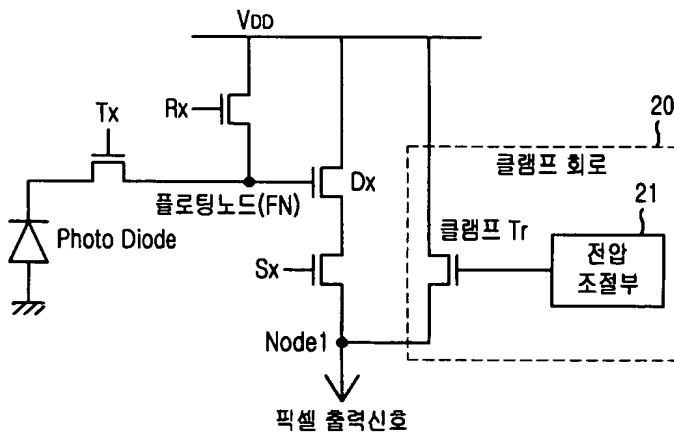 VDD
Tx
Rx
20
클램프 회로
Dx
플로팅노드(FN)
21
Photo Diode
클램프 Tr
전압
조절부
Sx
Node1
픽셀 출력신호